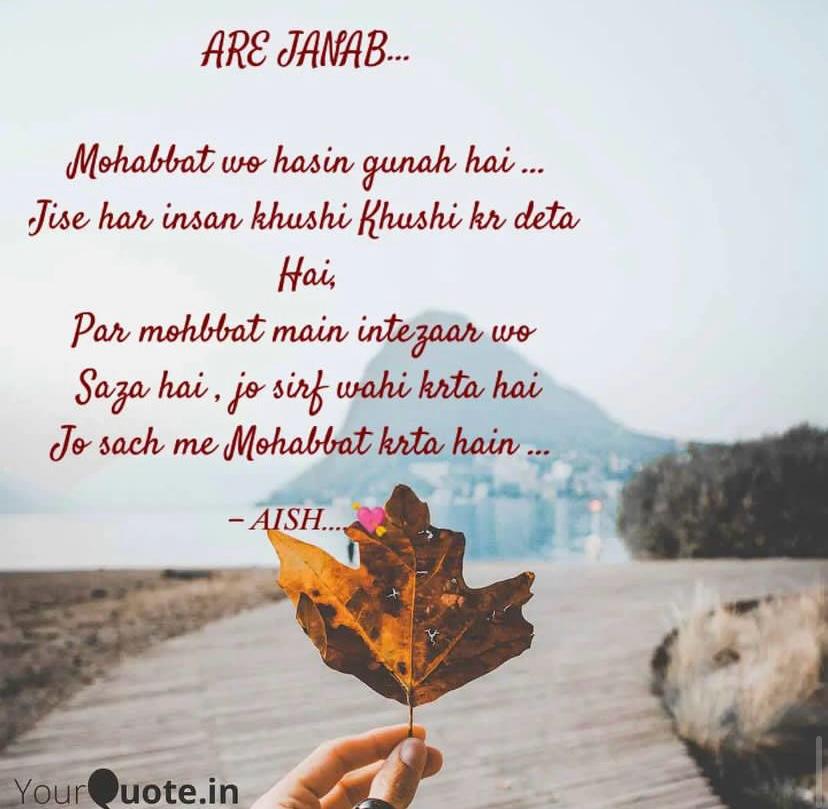 ARE JANAB...
Mohabbat wo hasin gunah hai ...
Jise har insan khushi Khushi kr deta
Hai,
Par mohbbat main intezaar wo
Saza hai , jo sirf wahi krta hai
Jo sach me Mohabbat krta hain ...
– AISH....💘
YourQuote.in